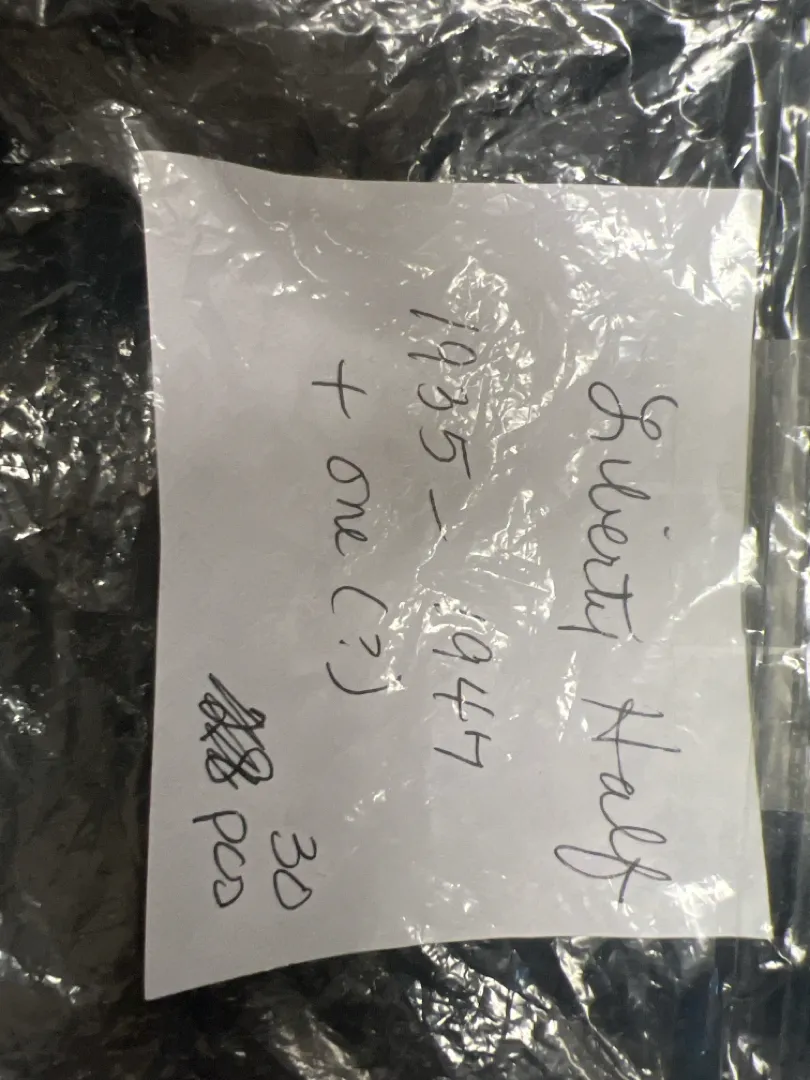 Liberty Half
1935 - 1947
+ one (?)
30
pcs